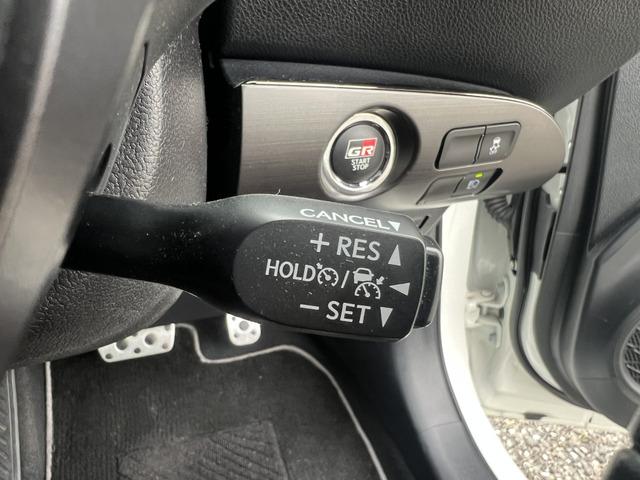 GR
START
STOP
CANCEL▼
+ RES ▲
HOLD / ◀
− SET ▼